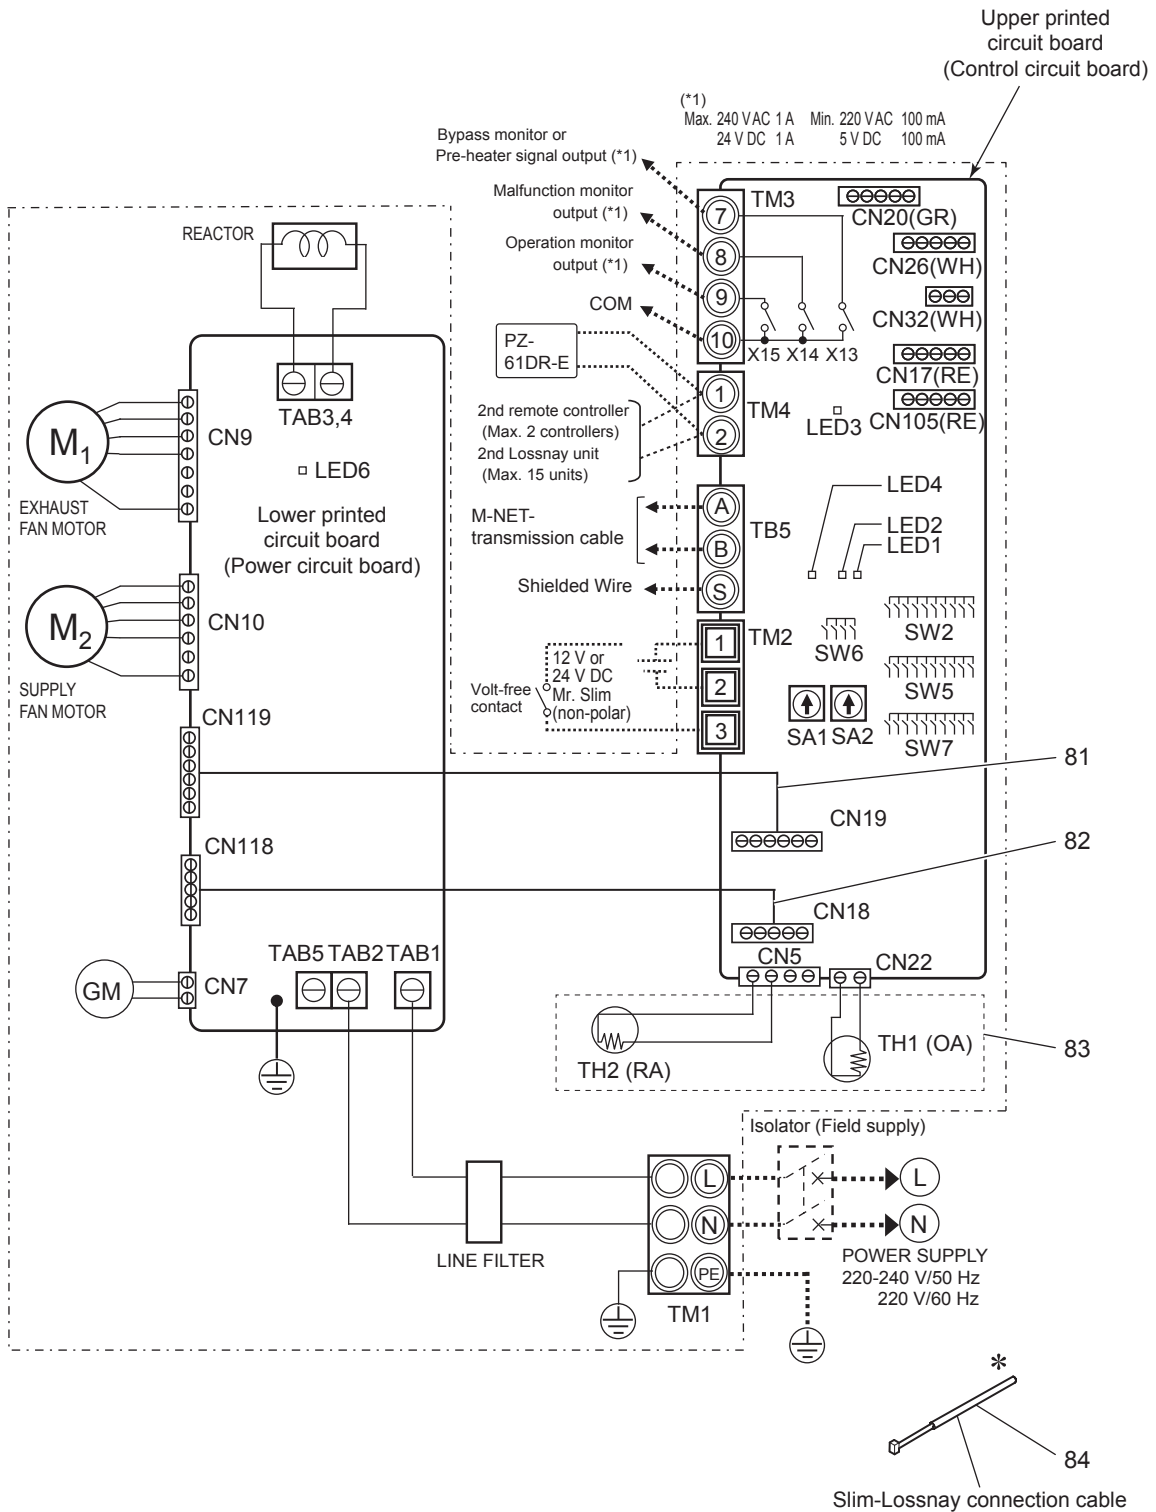 Upper printed
circuit board
(Control circuit board)
(*1)
Max. 240 VAC 1 A Min. 220 VAC 100 mA
24 V DC 1 A 5 V DC 100 mA
Bypass monitor or
Pre-heater signal output (*1)
Malfunction monitor
output (*1)
Operation monitor
output (*1)
COM
7
8
9
10
TM3
X15 X14 X13
CN20(GR)
CN26(WH)
CN32(WH)
CN17(RE)
CN105(RE)
LED3
REACTOR
TAB3,4
PZ-
61DR-E
1
2
TM4
2nd remote controller
(Max. 2 controllers)
2nd Lossnay unit
(Max. 15 units)
M1
CN9
EXHAUST
FAN MOTOR
LED6
Lower printed
circuit board
(Power circuit board)
M-NET-
transmission cable
Shielded Wire
A
B
S
TB5
LED4
LED2
LED1
M2
CN10
SUPPLY
FAN MOTOR
12 V or
24 V DC
Mr. Slim
(non-polar)
Volt-free
contact
1
2
3
TM2
SW6
SW2
SW5
SW7
SA1 SA2
CN119
81
CN19
CN118
82
CN18
CN5
CN22
TAB5 TAB2 TAB1
GM
CN7
TH2 (RA)
TH1 (OA)
83
Isolator (Field supply)
LINE FILTER
L
N
PE
TM1
L
N
POWER SUPPLY
220-240 V/50 Hz
220 V/60 Hz
*
84
Slim-Lossnay connection cable